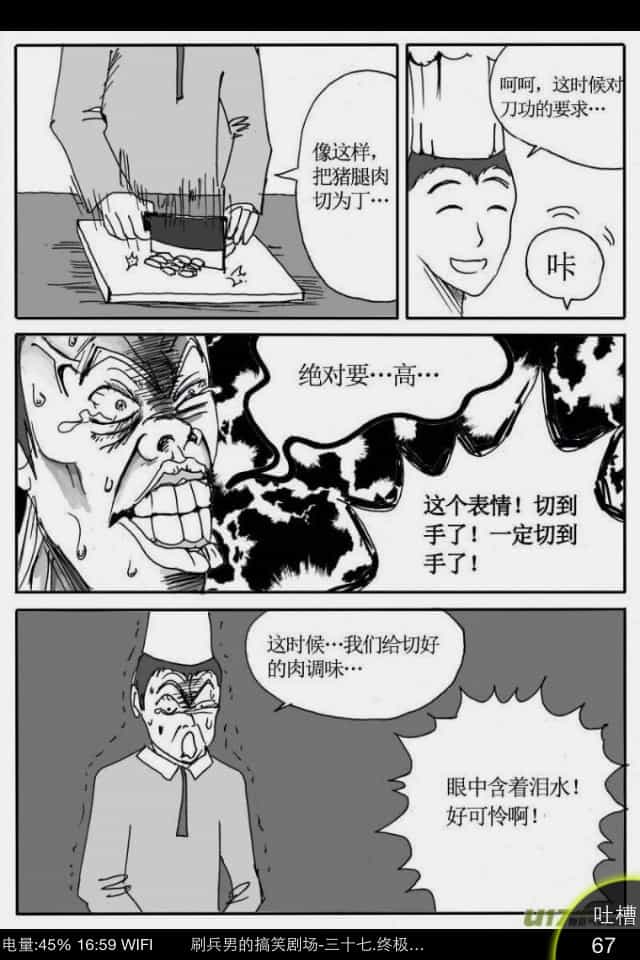 像这样，
把猪腿肉
切为丁…
呵呵，这时候对
刀功的要求…
咔
绝对要…高…
这个表情！切到
手了！一定切到
手了！
这时候…我们给切好
的肉调味…
眼中含着泪水！
好可怜啊！
U17
吐槽
67
电量:45% 16:59 WIFI 刷兵男的搞笑剧场-三十七.终极…